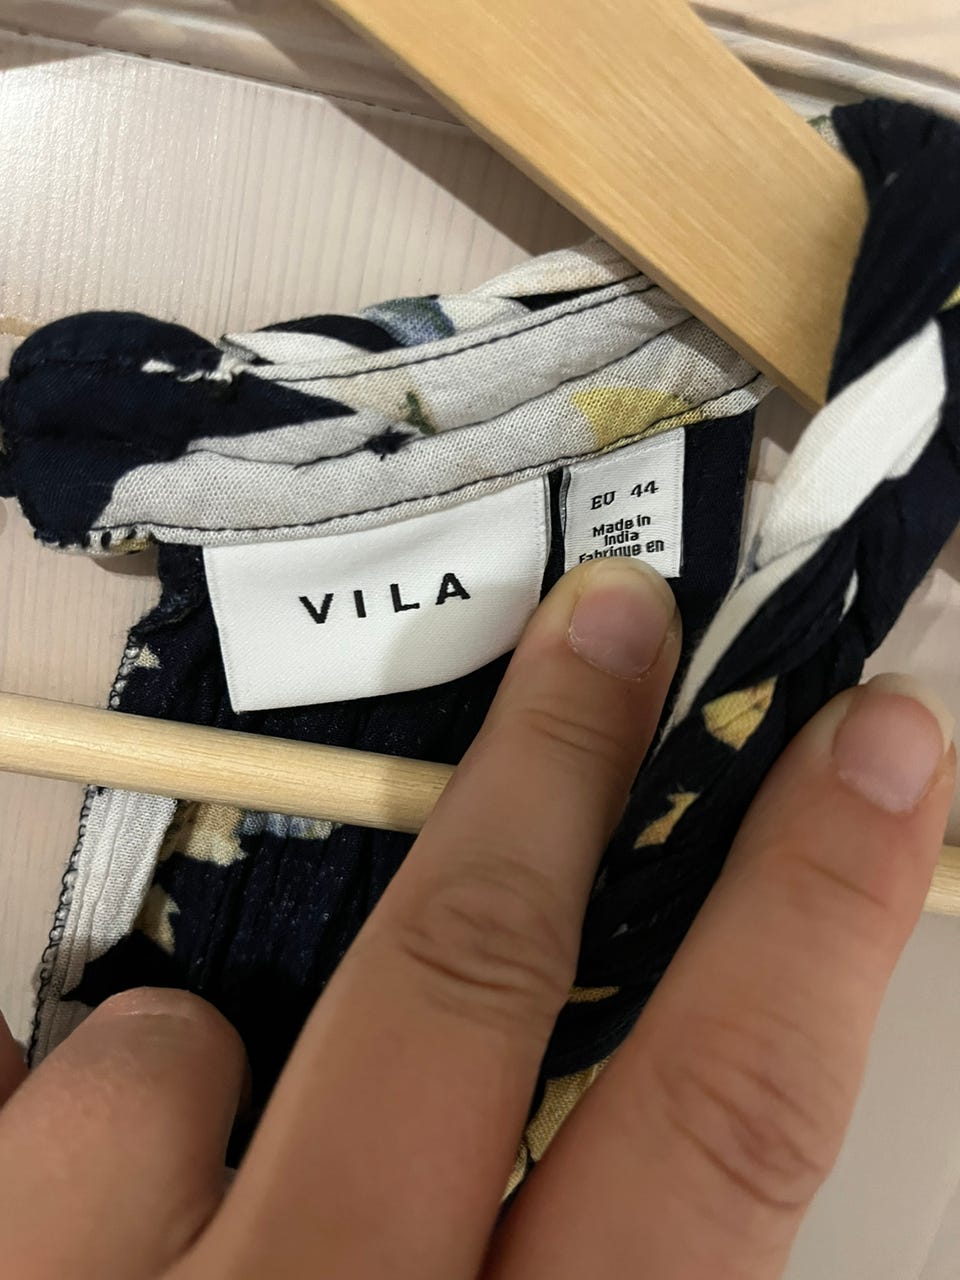 VILA
EU 44
Made in
India
Fabrique en